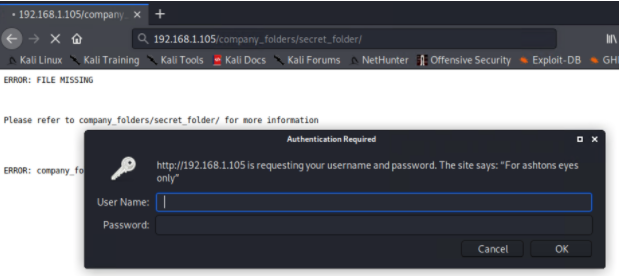 192.168.1.105/company_
192.168.1.105/company_folders/secret_folder/
Kali Linux Kali Training Kali Tools Kali Docs Kali Forums NetHunter Offensive Security Exploit-DB GH
ERROR: FILE MISSING
Please refer to company_folders/secret_folder/ for more information
Authentication Required
http://192.168.1.105 is requesting your username and password. The site says: "For ashtons eyes
only"
ERROR: company_fo
User Name:
Password:
Cancel OK